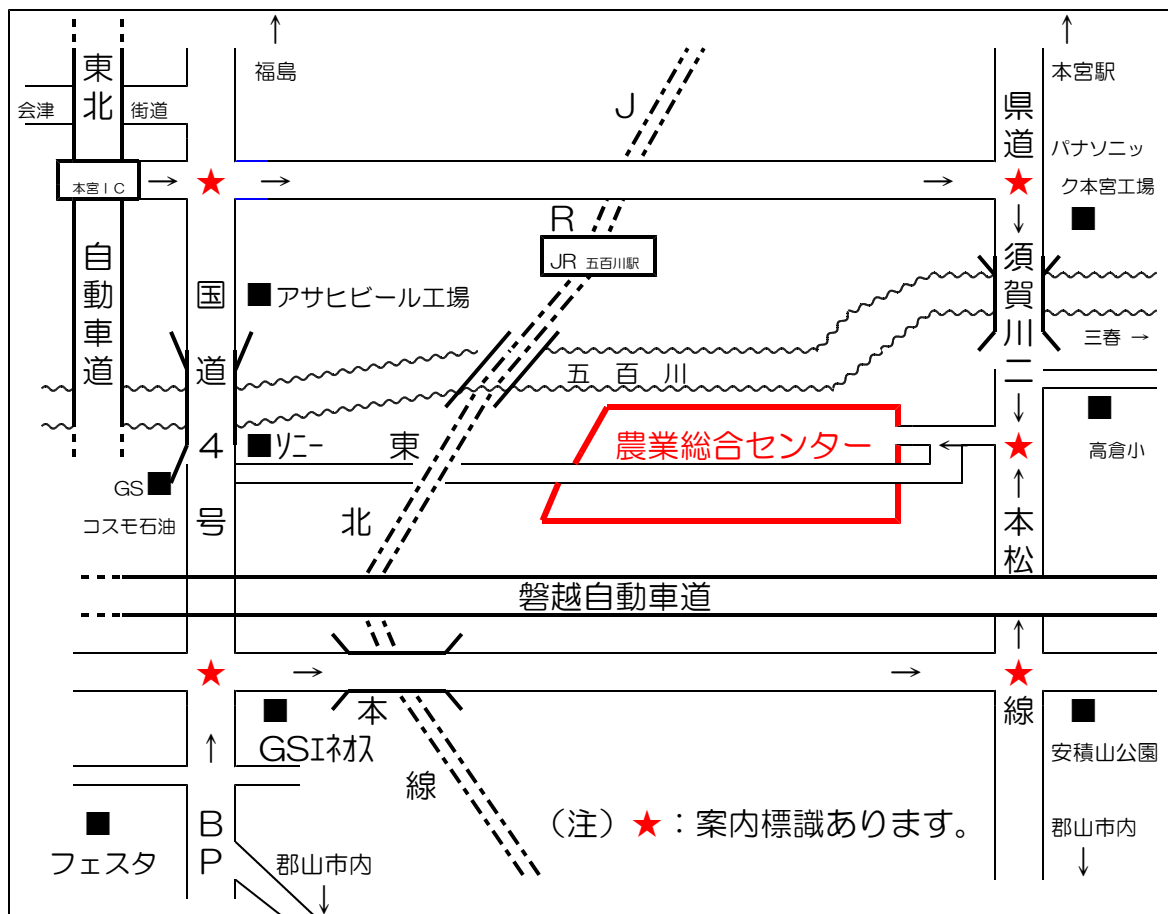 福島
本宮駅
東北自動車道
会津
街道
J
県道須賀川二本松線
パナソニッ
ク本宮工場
■
本宮IC
→
★
→
→
★
R
JR 五百川駅
国道4号BP
■アサヒビール工場
五百川
三春 →
■ソニー
東
農業総合センター
■
高倉小
★
GS■
コスモ石油
北
磐越自動車道
★
→
→
★
■
GSエネオス
本
■
安積山公園
線
■
フェスタ
(注)★:案内標識あります。
郡山市内
郡山市内